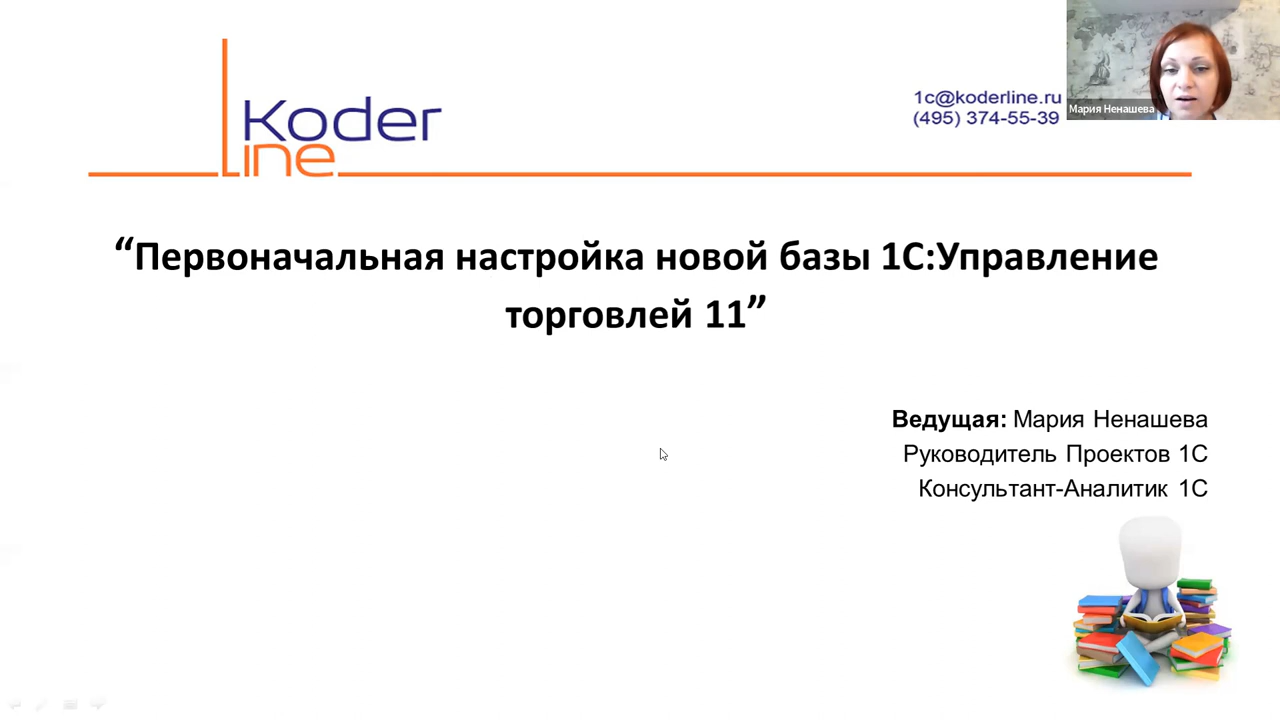 Koder
Line
1c@koderline.ru
(495) 374-55-39
Мария Ненашева
“Первоначальная настройка новой базы 1С:Управление
торговлей 11”
Ведущая: Мария Ненашева
Руководитель Проектов 1С
Консультант-Аналитик 1С